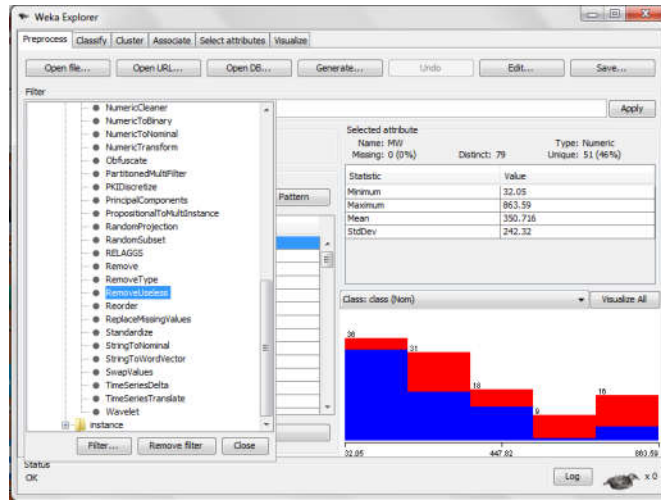 Weka Explorer
Preprocess Classify Cluster Associate Select attributes Visualize
Open file... Open URL... Open DB... Generate... Undo Edit... Save...
Filter
Apply
NumericCleaner
NumericToBinary
NumericToNominal
NumericTransform
Obfuscate
PartitionedMultiFilter
PKIDiscretize
PrincipalComponents
PropositionalToMultiInstance
RandomProjection
RandomSubset
RELAGGS
Remove
RemoveType
RemoveUseless
Reorder
ReplaceMissingValues
Standardize
StringToNominal
StringToWordVector
SwapValues
TimeSeriesDelta
TimeSeriesTranslate
Wavelet
instance
Filter... Remove filter Close
Pattern
Selected attribute
Name: MW Type: Numeric
Missing: 0 (0%) Distinct: 79 Unique: 51 (46%)
Statistic Value
Minimum 32.05
Maximum 863.59
Mean 350.716
StdDev 242.32
Class: class (Nom) Visualize All
36
31
18
9
16
32.05 447.82 863.59
Status
OK
Log x 0